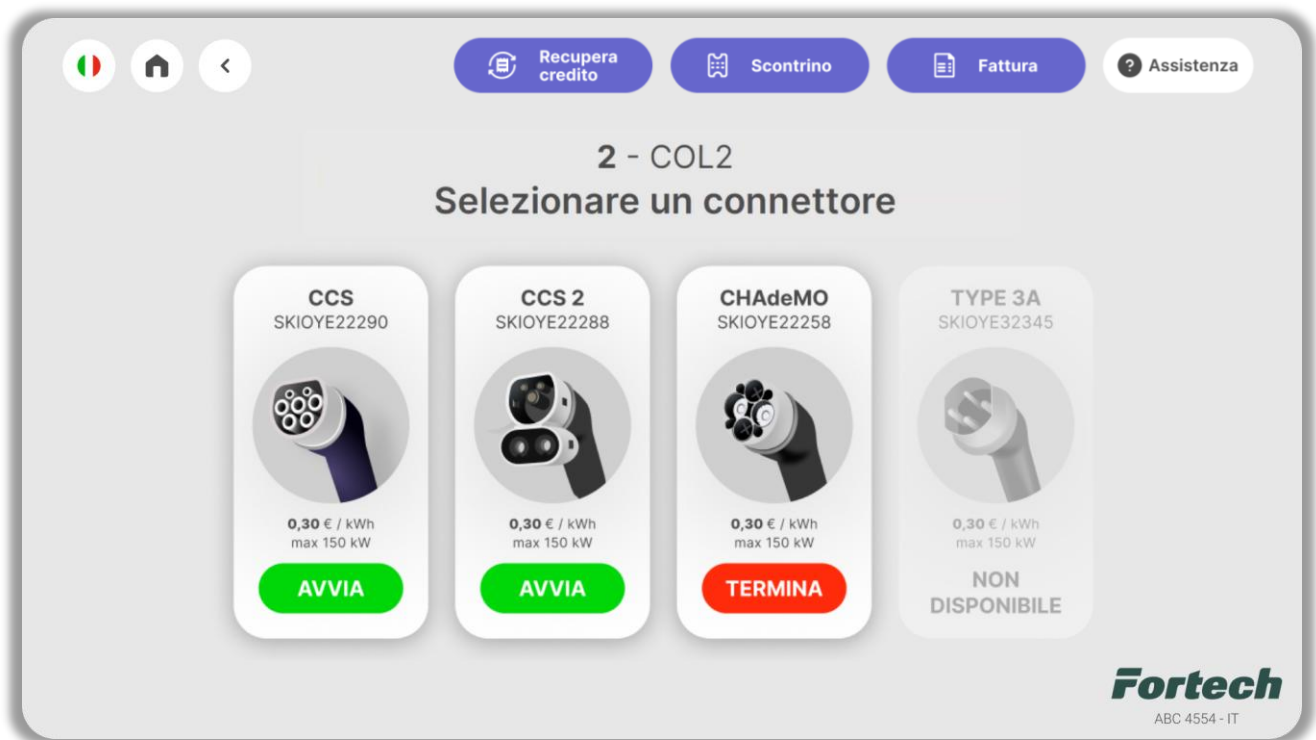 Recupera
credito
Scontrino
Fattura
? Assistenza
2 - COL2
Selezionare un connettore
CCS
SKIOYE22290
0,30 € / kWh
max 150 kW
AVVIA
CCS 2
SKIOYE22288
0,30 € / kWh
max 150 kW
AVVIA
CHAdeMO
SKIOYE22258
0,30 € / kWh
max 150 kW
TERMINA
TYPE 3A
SKIOYE32345
0,30 € / kWh
max 150 kW
NON
DISPONIBILE
Fortech
ABC 4554 - IT